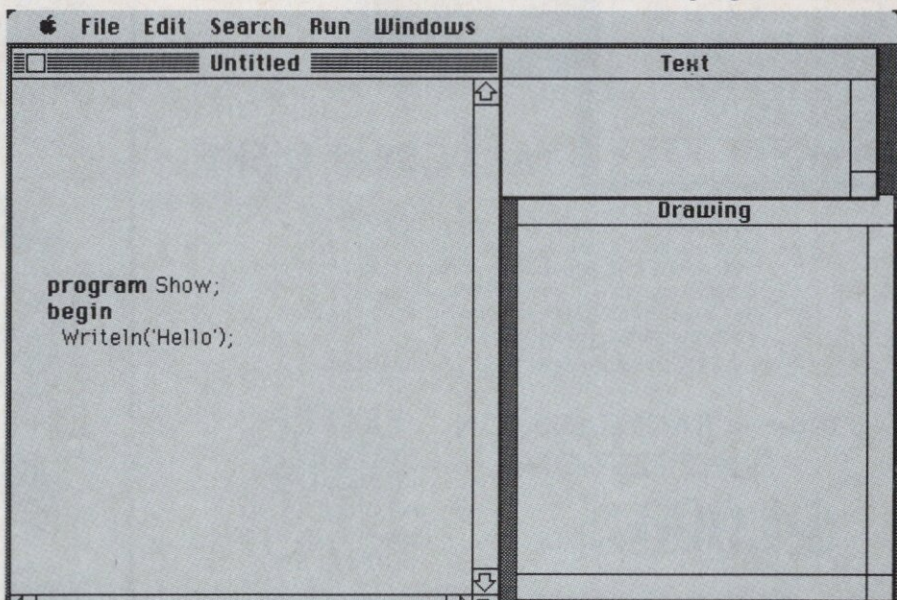 File Edit Search Run Windows
Untitled
Text
Drawing
program Show;
begin
Writeln('Hello');